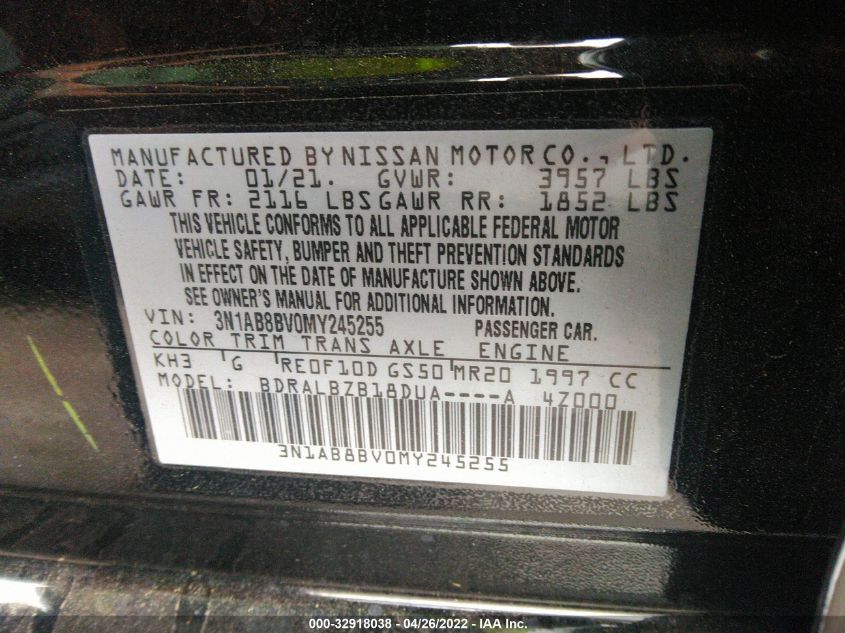 MANUFACTURED BY NISSAN MOTOR CO., LTD.
DATE: 01/21. GVWR: 3957 LBS
GAWR FR: 2116 LBS GAWR RR: 1852 LBS
THIS VEHICLE CONFORMS TO ALL APPLICABLE FEDERAL MOTOR
VEHICLE SAFETY, BUMPER AND THEFT PREVENTION STANDARDS
IN EFFECT ON THE DATE OF MANUFACTURE SHOWN ABOVE.
SEE OWNER'S MANUAL FOR ADDITIONAL INFORMATION.
VIN: 3N1AB8BV0MY245255 PASSENGER CAR.
COLOR TRIM TRANS AXLE ENGINE
KH3 G RE0F10D GS50 MR20 1997 CC
MODEL: BDRALBZB18DUA----A 4Z000
3N1AB8BV0MY245255
000-32918038 - 04/26/2022 - IAA Inc.